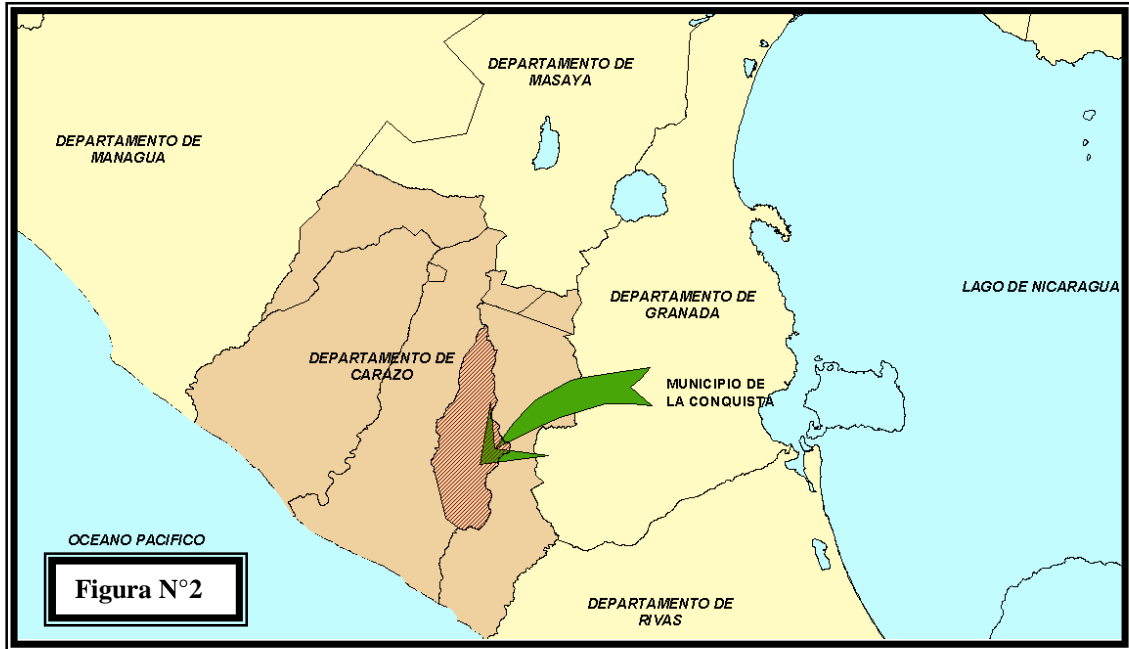 DEPARTAMENTO DE
MASAYA
DEPARTAMENTO DE
MANAGUA
LAGO DE NICARAGUA
DEPARTAMENTO DE
GRANADA
DEPARTAMENTO DE
CARAZO
MUNICIPIO DE
LA CONQUISTA
OCEANO PACIFICO
Figura N°2
DEPARTAMENTO DE
RIVAS